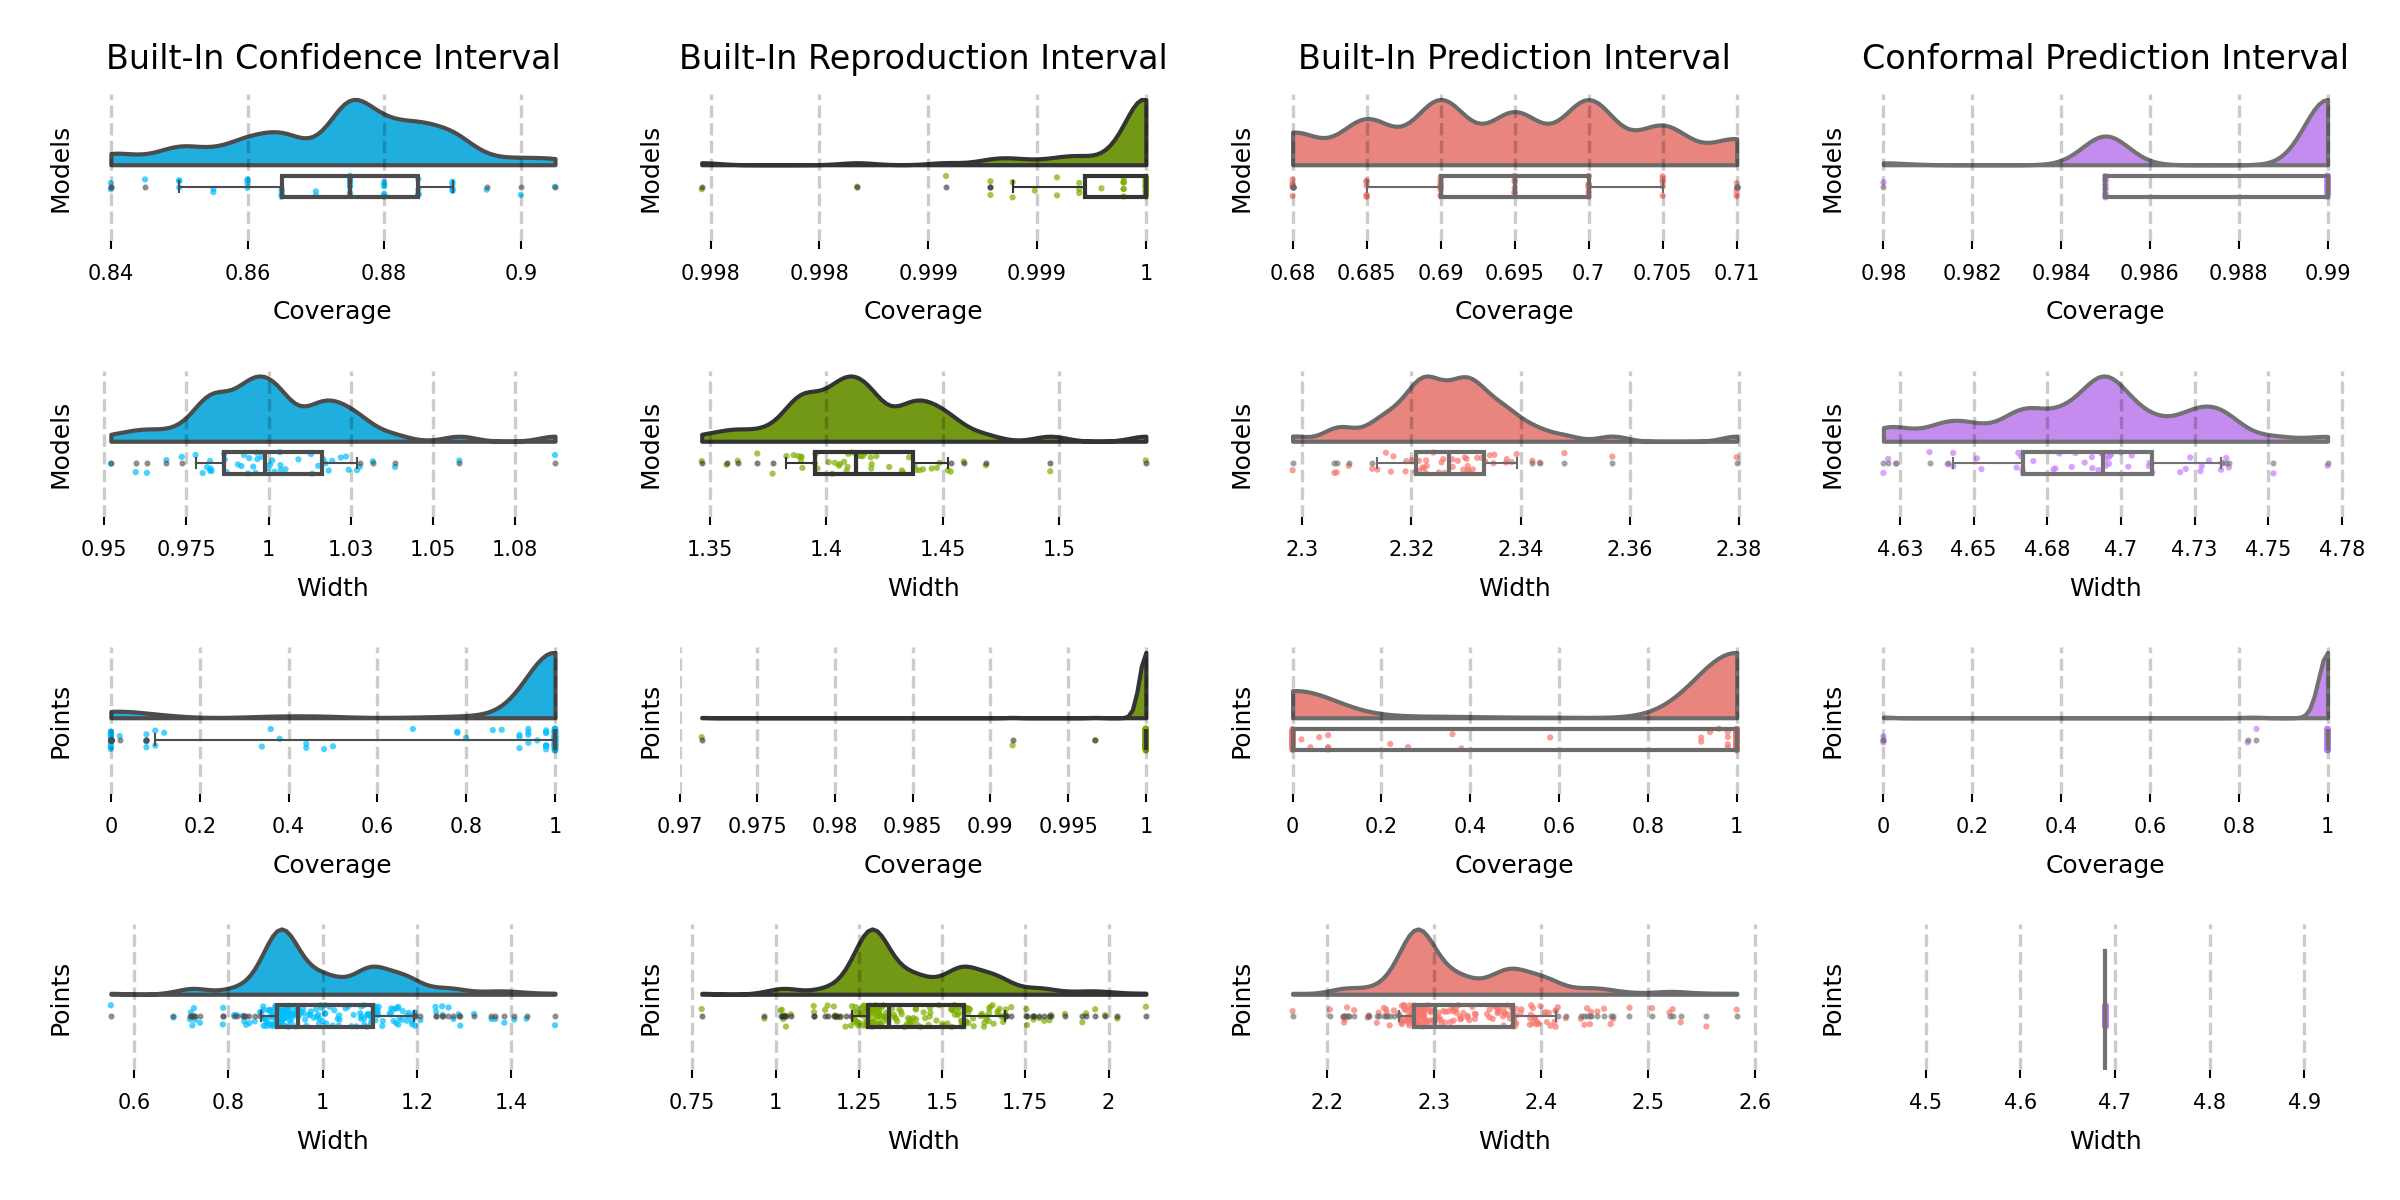 Built-In Confidence Interval
Built-In Reproduction Interval
Built-In Prediction Interval
Conformal Prediction Interval
Models
0.84 0.86 0.88 0.9
Coverage
Models
0.998 0.998 0.999 0.999 1
Coverage
Models
0.68 0.685 0.69 0.695 0.7 0.705 0.71
Coverage
Models
0.98 0.982 0.984 0.986 0.988 0.99
Coverage
Models
0.95 0.975 1 1.03 1.05 1.08
Width
Models
1.35 1.4 1.45 1.5
Width
Models
2.3 2.32 2.34 2.36 2.38
Width
Models
4.63 4.65 4.68 4.7 4.73 4.75 4.78
Width
Points
0 0.2 0.4 0.6 0.8 1
Coverage
Points
0.97 0.975 0.98 0.985 0.99 0.995 1
Coverage
Points
0 0.2 0.4 0.6 0.8 1
Coverage
Points
0 0.2 0.4 0.6 0.8 1
Coverage
Points
0.6 0.8 1 1.2 1.4
Width
Points
0.75 1 1.25 1.5 1.75 2
Width
Points
2.2 2.3 2.4 2.5 2.6
Width
Points
4.5 4.6 4.7 4.8 4.9
Width